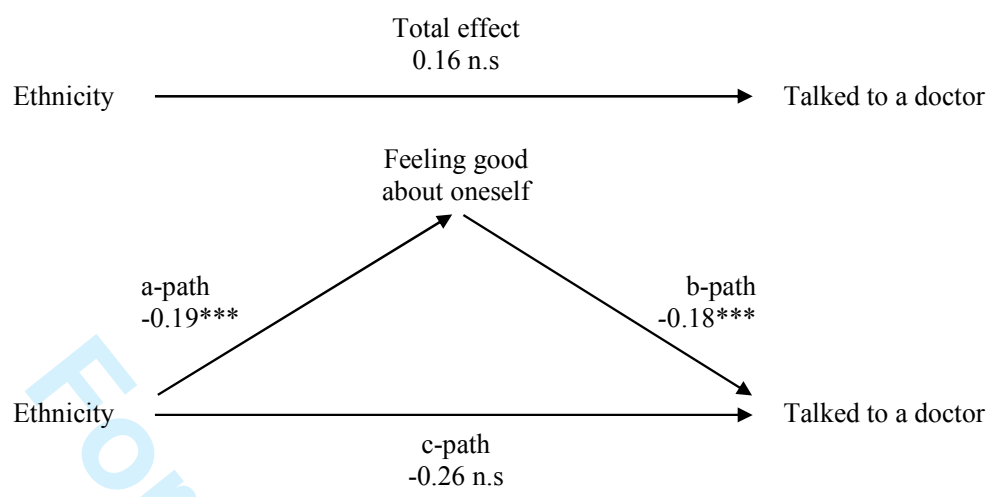 Total effect
0.16 n.s
Ethnicity
Talked to a doctor
Feeling good
about oneself
a-path
-0.19***
b-path
-0.18***
Ethnicity
Talked to a doctor
c-path
-0.26 n.s
For